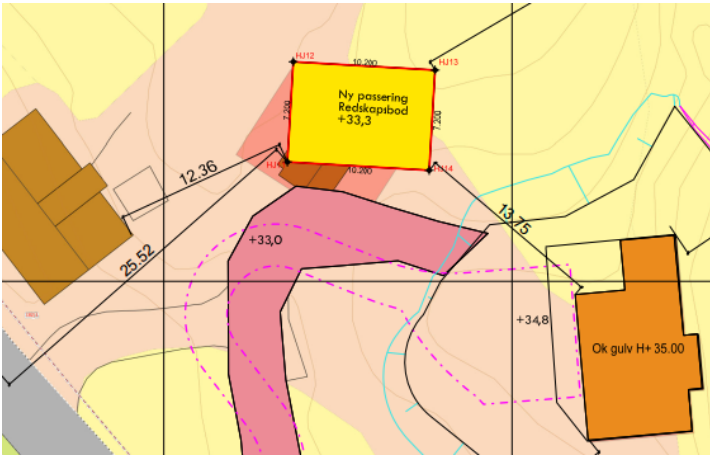 HJ12
10.200
HJ13
Ny passering
Redskapsbod
+33,3
7.200
7.200
12.36
HJ
10.200
HJ14
25.52
+33,0
13.75
+34,8
Ok gulv H+ 35.00